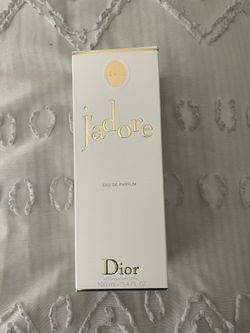 j'adore
EAU DE PARFUM
Dior
100 ml - 3.4 FL. OZ